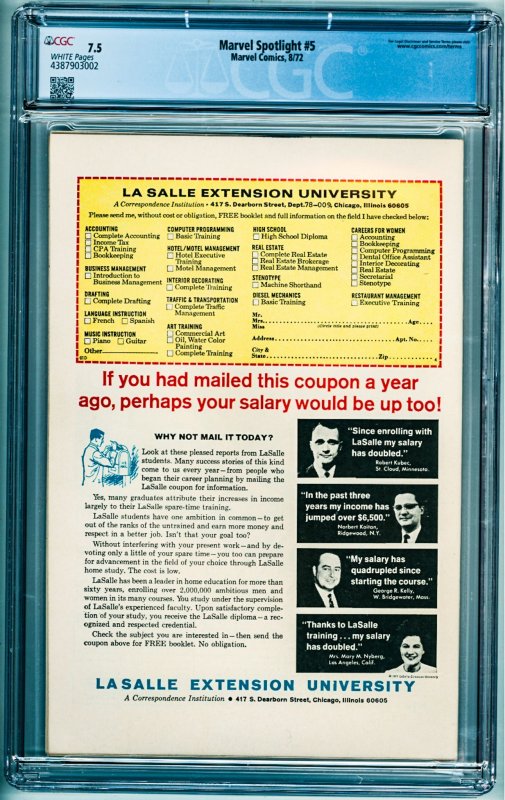 CGC
7.5
WHITE Pages
4387903002
Marvel Spotlight #5
Marvel Comics, 8/72
www.cgccomics.com/terms
CGC
LA SALLE EXTENSION UNIVERSITY
A Correspondence Institution • 417 S. Dearborn Street, Dept.78-009, Chicago, Illinois 60605
Please send me, without cost or obligation, FREE booklet and full information on the field I have checked below:
ACCOUNTING
Complete Accounting
Income Tax
CPA Training
Bookkeeping
BUSINESS MANAGEMENT
Introduction to
Business Management
DRAFTING
Complete Drafting
LANGUAGE INSTRUCTION
French Spanish
MUSIC INSTRUCTION
Piano Guitar
Other
COMPUTER PROGRAMMING
Basic Training
HOTEL/MOTEL MANAGEMENT
Hotel Executive
Training
Motel Management
INTERIOR DECORATING
Complete Training
TRAFFIC & TRANSPORTATION
Complete Traffic
Management
ART TRAINING
Commercial Art
Oil, Water Color
Painting
Complete Training
HIGH SCHOOL
High School Diploma
REAL ESTATE
Complete Real Estate
Real Estate Brokerage
Real Estate Management
STENOTYPE
Machine Shorthand
DIESEL MECHANICS
Basic Training
CAREERS FOR WOMEN
Accounting
Bookkeeping
Computer Programming
Dental Office Assistant
Interior Decorating
Real Estate
Secretarial
Stenotype
RESTAURANT MANAGEMENT
Executive Training
Mr.
Mrs. Age
Miss (Circle title and please print)
Address Apt. No.
City &
State Zip
If you had mailed this coupon a year
ago, perhaps your salary would be up too!
WHY NOT MAIL IT TODAY?
Look at these pleased reports from LaSalle
students. Many success stories of this kind
come to us every year—from people who
began their career planning by mailing the
LaSalle coupon for information.
Yes, many graduates attribute their increases in income
largely to their LaSalle spare-time training.
LaSalle students have one ambition in common—to get
out of the ranks of the untrained and earn more money and
respect in a better job. Isn't that your goal too?
Without interfering with your present work—and by de-
voting only a little of your spare time—you too can prepare
for advancement in the field of your choice through LaSalle
home study. The cost is low.
LaSalle has been a leader in home education for more than
sixty years, enrolling over 2,000,000 ambitious men and
women in its many courses. You study under the supervision
of LaSalle's experienced faculty. Upon satisfactory comple-
tion of your study, you receive the LaSalle diploma—a rec-
ognized and respected credential.
Check the subject you are interested in—then send the
coupon above for FREE booklet. No obligation.
"Since enrolling with
LaSalle my salary
has doubled."
Robert Kubec,
St. Cloud, Minnesota.
"In the past three
years my income has
jumped over $6,500."
Norbert Kailan,
Ridgewood, N.Y.
"My salary has
quadrupled since
starting the course."
George R. Kelly,
W. Bridgewater, Mass.
"Thanks to LaSalle
training . . . my salary
has doubled."
Mrs. Mary M. Nyberg,
Los Angeles, Calif.
LA SALLE EXTENSION UNIVERSITY
A Correspondence Institution • 417 S. Dearborn Street, Chicago, Illinois 60605